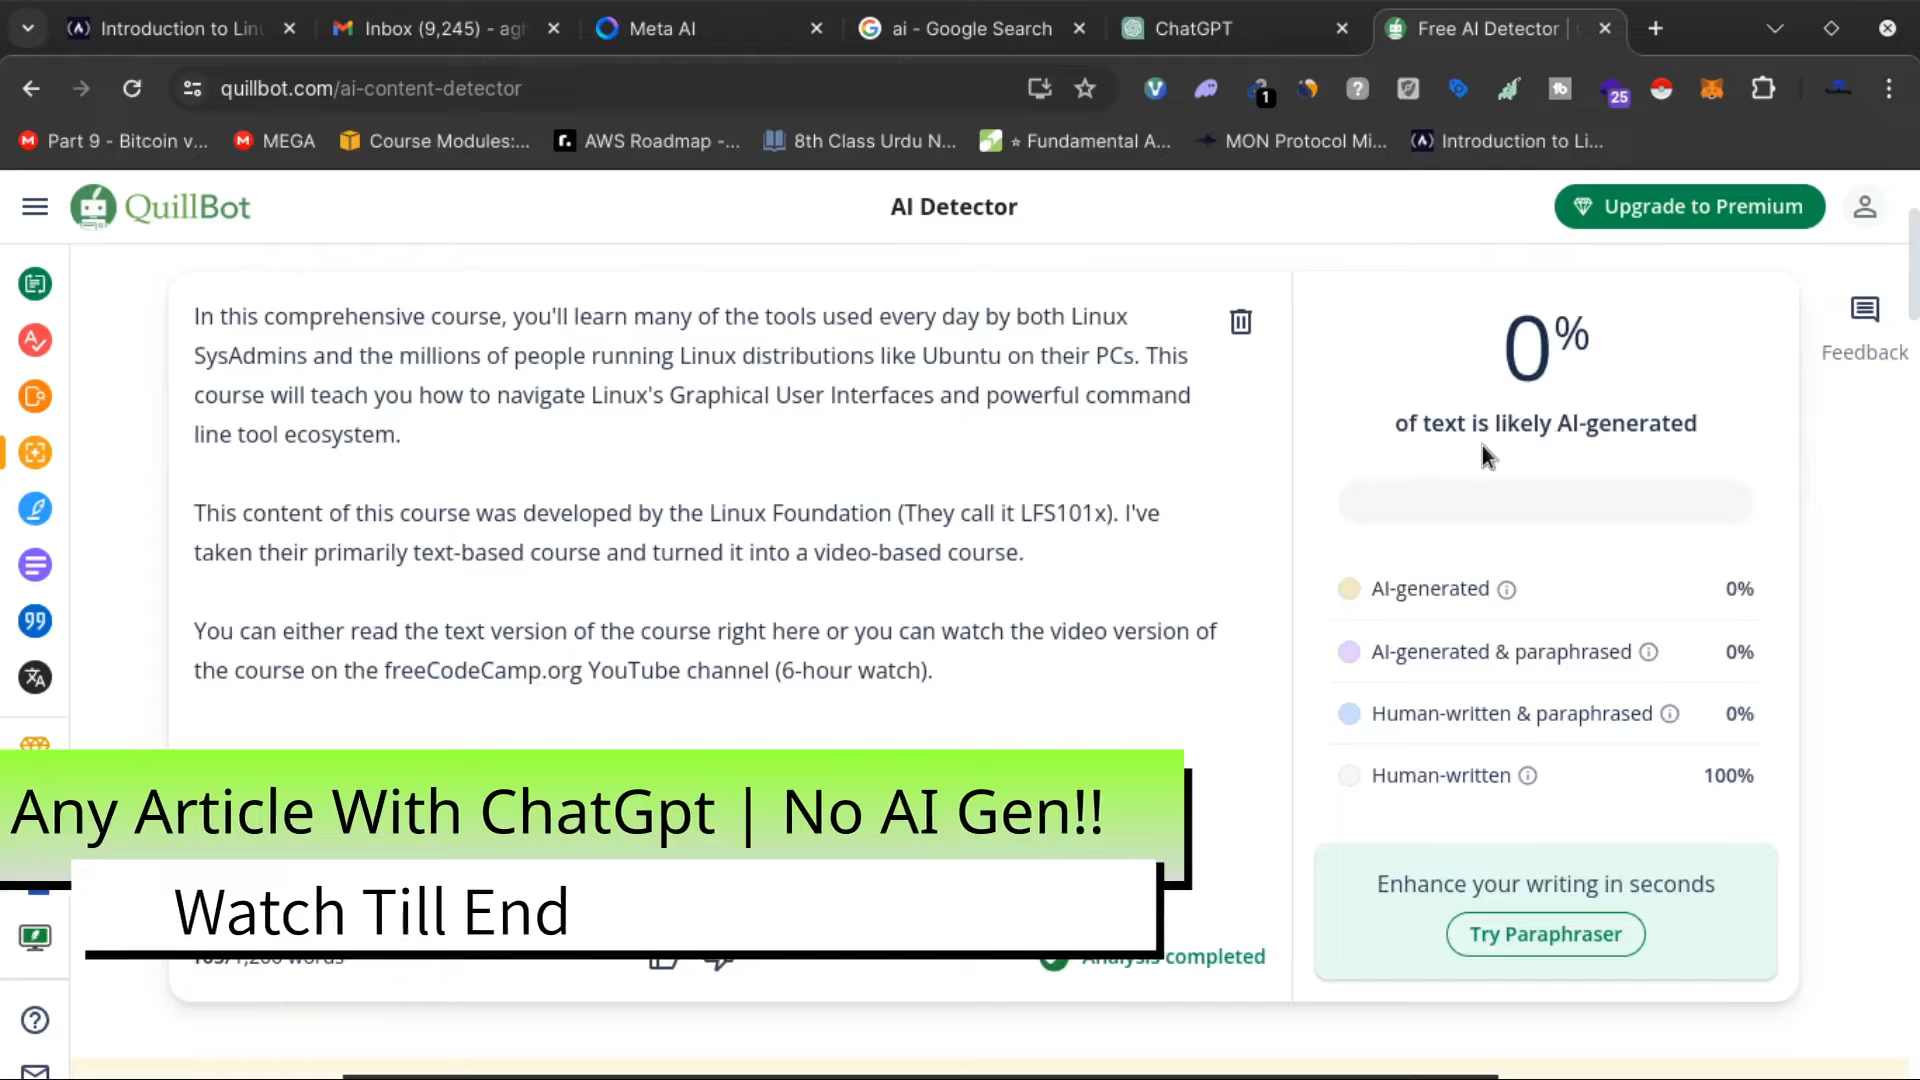 Introduction to Lin
Inbox (9,245) - agh
Meta AI
ai - Google Search
ChatGPT
Free AI Detector |
quillbot.com/ai-content-detector
1
25
Part 9 - Bitcoin v...
MEGA
Course Modules:...
AWS Roadmap -...
8th Class Urdu N...
☆ Fundamental A...
MON Protocol Mi...
Introduction to Li...
QuillBot
AI Detector
Upgrade to Premium
In this comprehensive course, you'll learn many of the tools used every day by both Linux
SysAdmins and the millions of people running Linux distributions like Ubuntu on their PCs. This
course will teach you how to navigate Linux's Graphical User Interfaces and powerful command
line tool ecosystem.
This content of this course was developed by the Linux Foundation (They call it LFS101x). I've
taken their primarily text-based course and turned it into a video-based course.
You can either read the text version of the course right here or you can watch the video version of
the course on the freeCodeCamp.org YouTube channel (6-hour watch).
0%
of text is likely AI-generated
AI-generated 0%
AI-generated & paraphrased 0%
Human-written & paraphrased 0%
Human-written 100%
Feedback
Any Article With ChatGpt | No AI Gen!!
Watch Till End
Enhance your writing in seconds
Try Paraphraser
words
Analysis completed